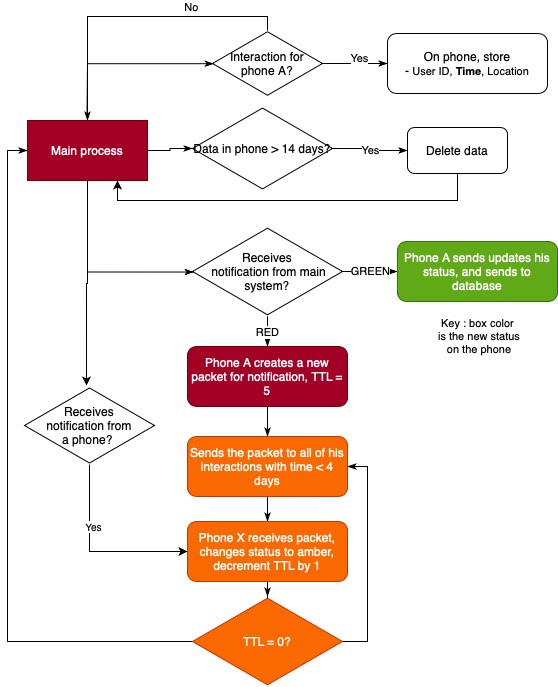 No
Interaction for
phone A?
Yes
On phone, store
- User ID, Time, Location
Main process
Data in phone > 14 days?
Yes
Delete data
Receives
notification from main
system?
GREEN
Phone A sends updates his
status, and sends to
database
Key : box color
is the new status
on the phone
RED
Phone A creates a new
packet for notification, TTL =
5
Receives
notification from
a phone?
Sends the packet to all of his
interactions with time < 4
days
Yes
Phone X receives packet,
changes status to amber,
decrement TTL by 1
TTL = 0?